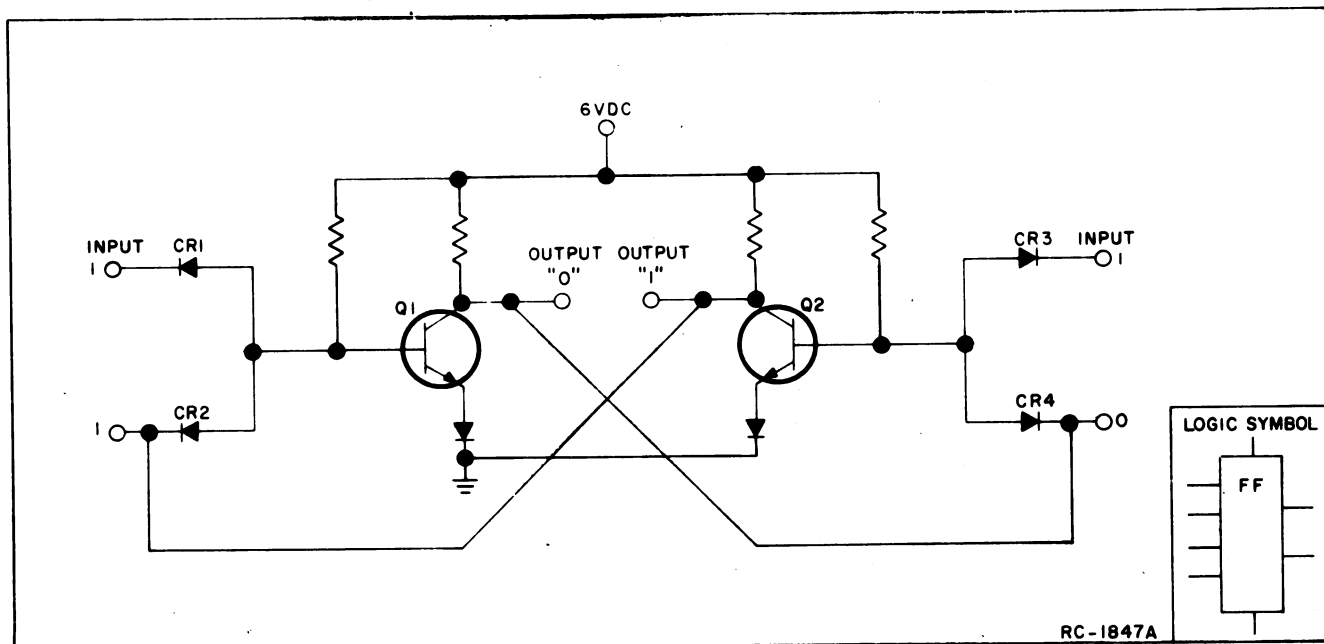 6VDC
INPUT
1
CR1
OUTPUT
"0"
OUTPUT
"1"
CR3
INPUT
1
Q1
Q2
1
CR2
CR4
0
LOGIC SYMBOL
FF
RC-1847A